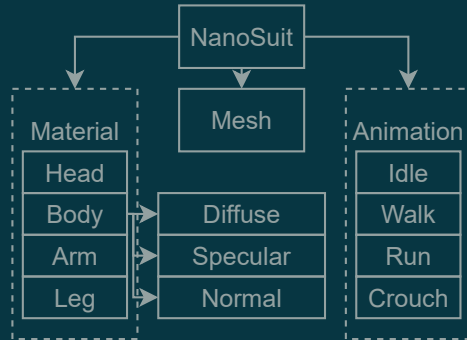 NanoSuit
Mesh
Material
Head
Body
Arm
Leg
Diffuse
Specular
Normal
Animation
Idle
Walk
Run
Crouch